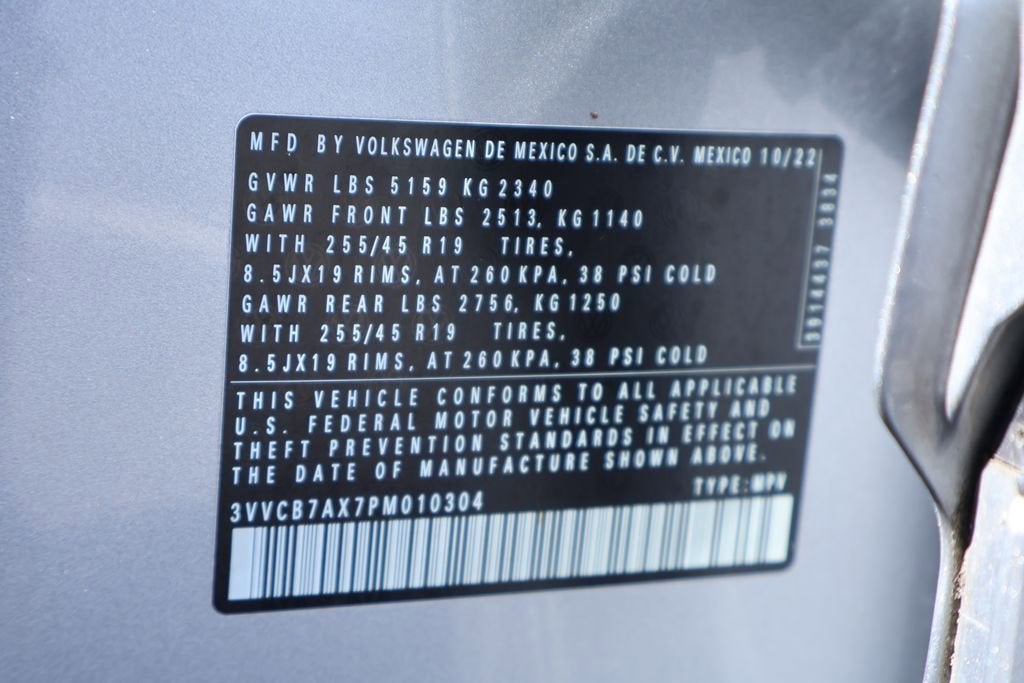 MFD BY VOLKSWAGEN DE MEXICO S.A. DE C.V. MEXICO 10/22
GVWR LBS 5159 KG 2340
GAWR FRONT LBS 2513, KG 1140
WITH 255/45 R19 TIRES,
8.5JX19 RIMS, AT 260 KPA, 38 PSI COLD
GAWR REAR LBS 2756, KG 1250
WITH 255/45 R19 TIRES,
8.5JX19 RIMS, AT 260 KPA, 38 PSI COLD
3914437 3834
THIS VEHICLE CONFORMS TO ALL APPLICABLE
U.S. FEDERAL MOTOR VEHICLE SAFETY AND
THEFT PREVENTION STANDARDS IN EFFECT ON
THE DATE OF MANUFACTURE SHOWN ABOVE.
TYPE: MPV
3VVCB7AX7PM010304